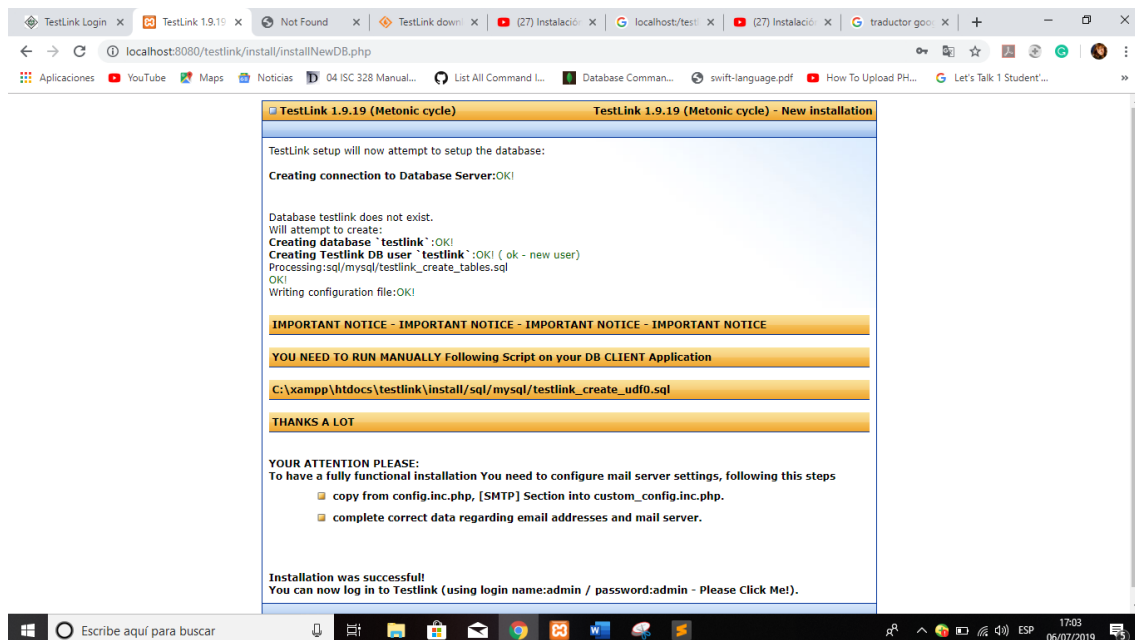 TestLink Login
TestLink 1.9.19
Not Found
TestLink downl
(27) Instalación
localhost:/testl
(27) Instalación
traductor goog
localhost:8080/testlink/install/installNewDB.php
Aplicaciones
YouTube
Maps
Noticias
04 ISC 328 Manual...
List All Command l...
Database Comman...
swift-language.pdf
How To Upload PH...
Let's Talk 1 Student'...
»
TestLink 1.9.19 (Metonic cycle)
TestLink 1.9.19 (Metonic cycle) - New installation
TestLink setup will now attempt to setup the database:
Creating connection to Database Server:OK!
Database testlink does not exist.
Will attempt to create:
Creating database `testlink`:OK!
Creating Testlink DB user `testlink`:OK! ( ok - new user)
Processing:sql/mysql/testlink_create_tables.sql
OK!
Writing configuration file:OK!
IMPORTANT NOTICE - IMPORTANT NOTICE - IMPORTANT NOTICE - IMPORTANT NOTICE
YOU NEED TO RUN MANUALLY Following Script on your DB CLIENT Application
C:\xampp\htdocs\testlink\install/sql/mysql/testlink_create_udf0.sql
THANKS A LOT
YOUR ATTENTION PLEASE:
To have a fully functional installation You need to configure mail server settings, following this steps
copy from config.inc.php, [SMTP] Section into custom_config.inc.php.
complete correct data regarding email addresses and mail server.
Installation was successful!
You can now log in to Testlink (using login name:admin / password:admin - Please Click Me!).
Escribe aquí para buscar
ESP
17:03
06/07/2019